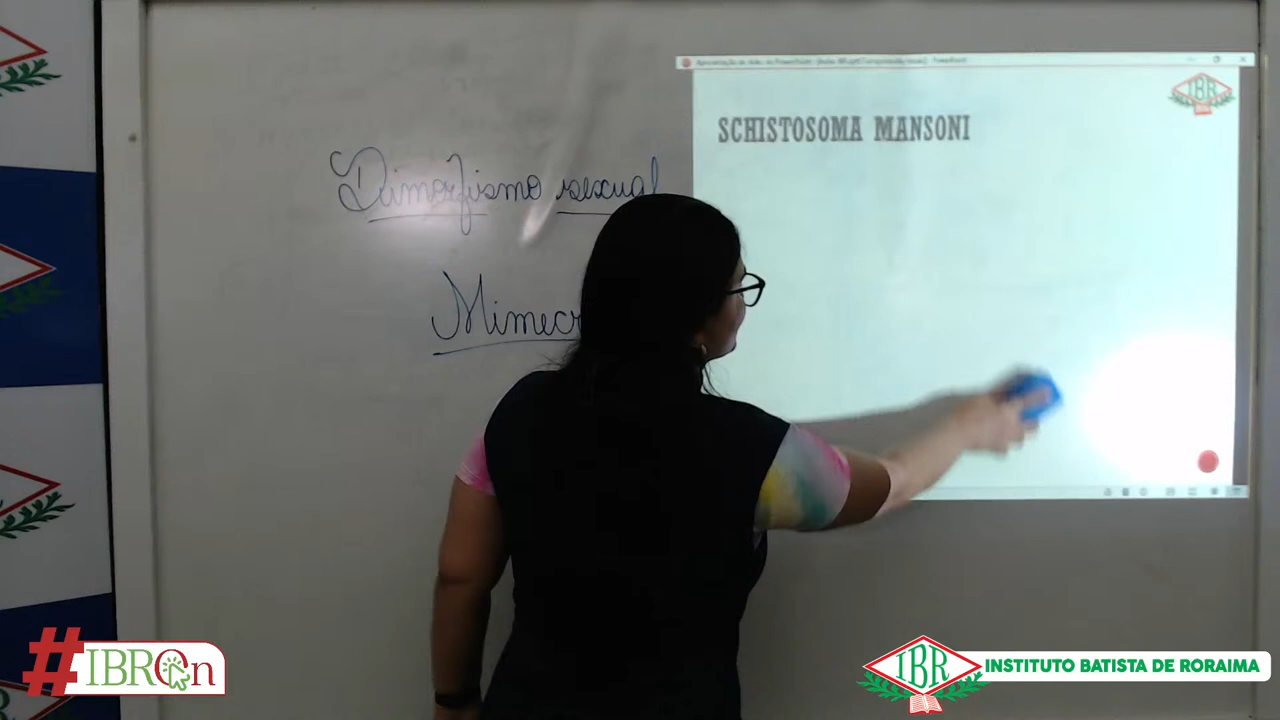 SCHISTOSOMA MANSONI
IBR
Dimorfismo sexual
#IBROn
IBR
INSTITUTO BATISTA DE RORAIMA